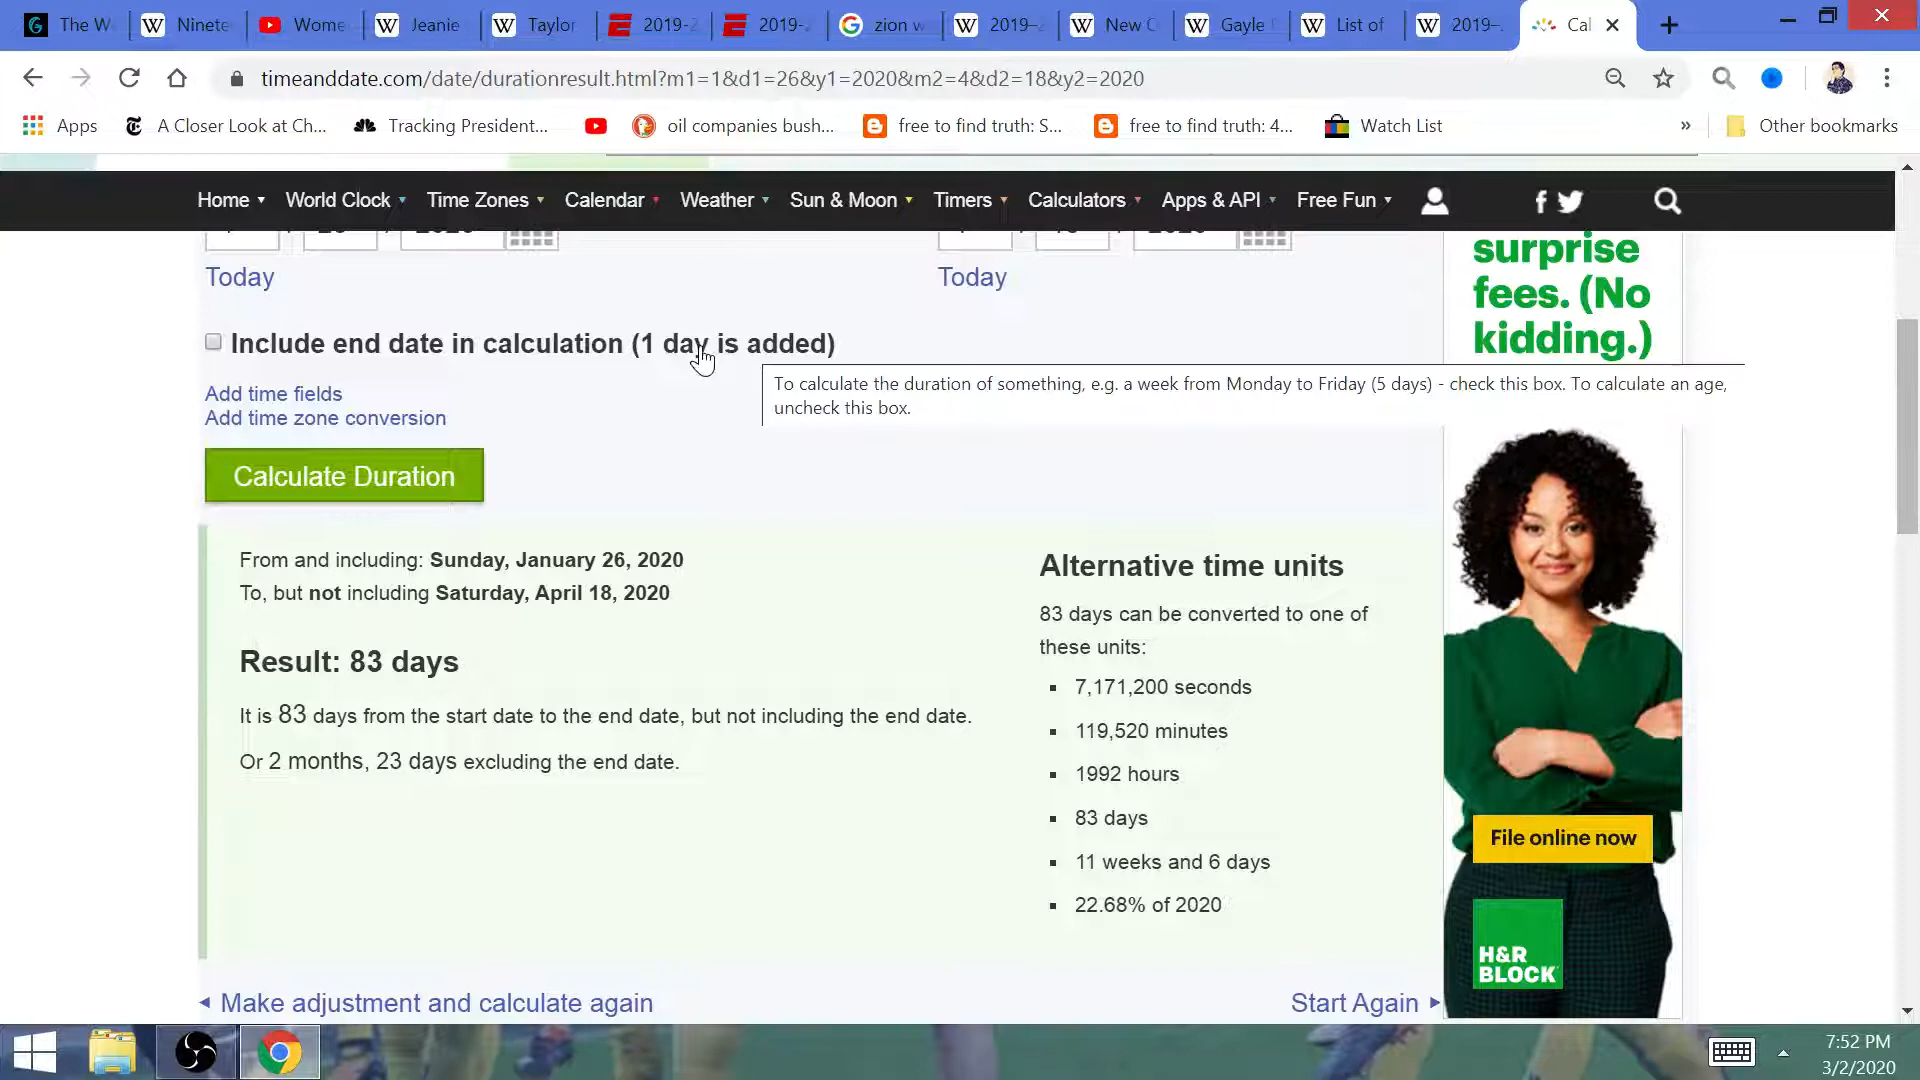 The W
Ninete
Wome
Jeanie
Taylor
2019-2
2019-
zion w
2019–
New O
Gayle
List of
2019–
Cal
timeanddate.com/date/durationresult.html?m1=1&d1=26&y1=2020&m2=4&d2=18&y2=2020
Apps
A Closer Look at Ch...
Tracking President...
oil companies bush...
free to find truth: S...
free to find truth: 4...
Watch List
»
Other bookmarks
Home
World Clock
Time Zones
Calendar
Weather
Sun & Moon
Timers
Calculators
Apps & API
Free Fun
Today
Today
Include end date in calculation (1 day is added)
To calculate the duration of something, e.g. a week from Monday to Friday (5 days) - check this box. To calculate an age,
uncheck this box.
Add time fields
Add time zone conversion
Calculate Duration
From and including: Sunday, January 26, 2020
To, but not including Saturday, April 18, 2020
Result: 83 days
It is 83 days from the start date to the end date, but not including the end date.
Or 2 months, 23 days excluding the end date.
Alternative time units
83 days can be converted to one of
these units:
7,171,200 seconds
119,520 minutes
1992 hours
83 days
11 weeks and 6 days
22.68% of 2020
Make adjustment and calculate again
Start Again
surprise
fees. (No
kidding.)
File online now
H&R
BLOCK
7:52 PM
3/2/2020